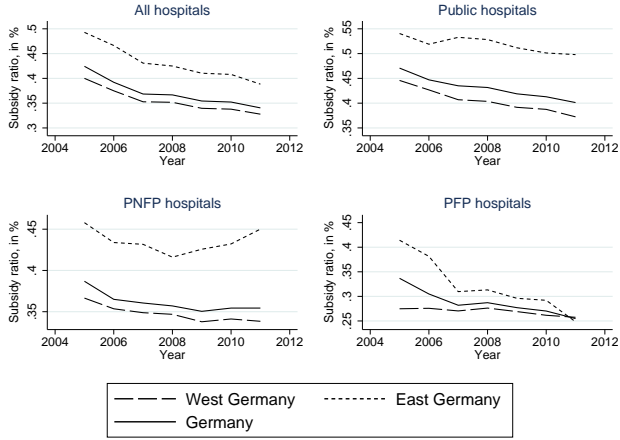 All hospitals
Subsidy ratio, in %
.5
.45
.4
.35
.3
2004 2006 2008 2010 2012
Year
Public hospitals
Subsidy ratio, in %
.55
.5
.45
.4
.35
2004 2006 2008 2010 2012
Year
PNFP hospitals
Subsidy ratio, in %
.45
.4
.35
2004 2006 2008 2010 2012
Year
PFP hospitals
Subsidy ratio, in %
.45
.4
.35
.3
.25
2004 2006 2008 2010 2012
Year
West Germany East Germany
Germany